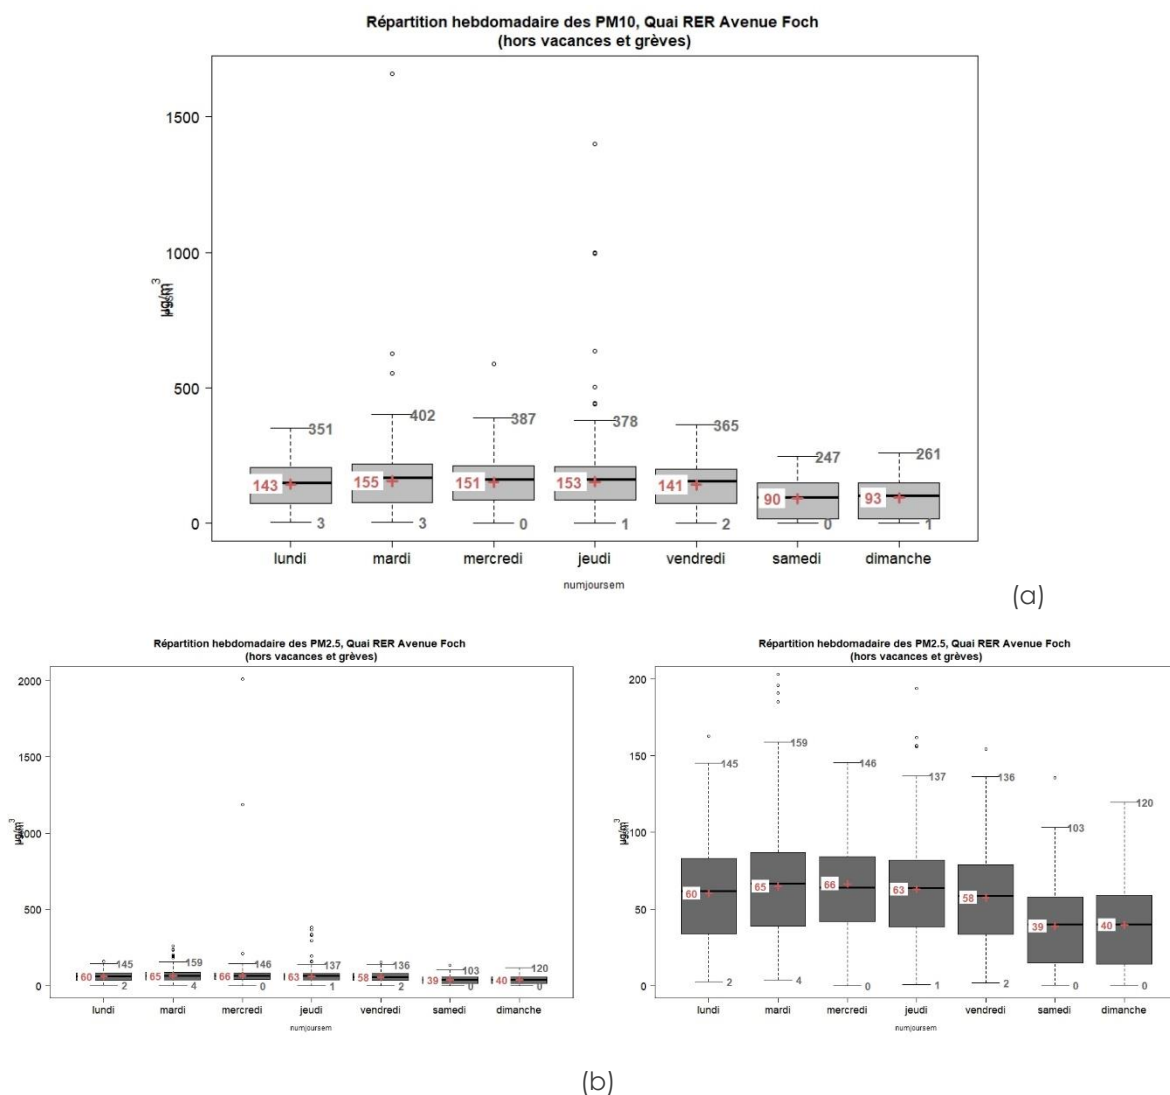 Répartition hebdomadaire des PM10, Quai RER Avenue Foch
(hors vacances et grèves)
1500
1000
500
0
µg/m³
351
402
387
378
365
247
261
143
155
151
153
141
90
93
3
3
0
1
2
0
1
lundi
mardi
mercredi
jeudi
vendredi
samedi
dimanche
numjoursem
(a)
Répartition hebdomadaire des PM2.5, Quai RER Avenue Foch
(hors vacances et grèves)
2000
1500
1000
500
0
µg/m³
145
159
146
137
136
103
120
60
65
66
63
58
39
40
2
4
0
1
2
0
0
lundi
mardi
mercredi
jeudi
vendredi
samedi
dimanche
numjoursem
Répartition hebdomadaire des PM2.5, Quai RER Avenue Foch
(hors vacances et grèves)
200
150
100
50
0
µg/m³
145
159
146
137
136
103
120
60
65
66
63
58
39
40
2
4
0
1
2
0
0
lundi
mardi
mercredi
jeudi
vendredi
samedi
dimanche
numjoursem
(b)